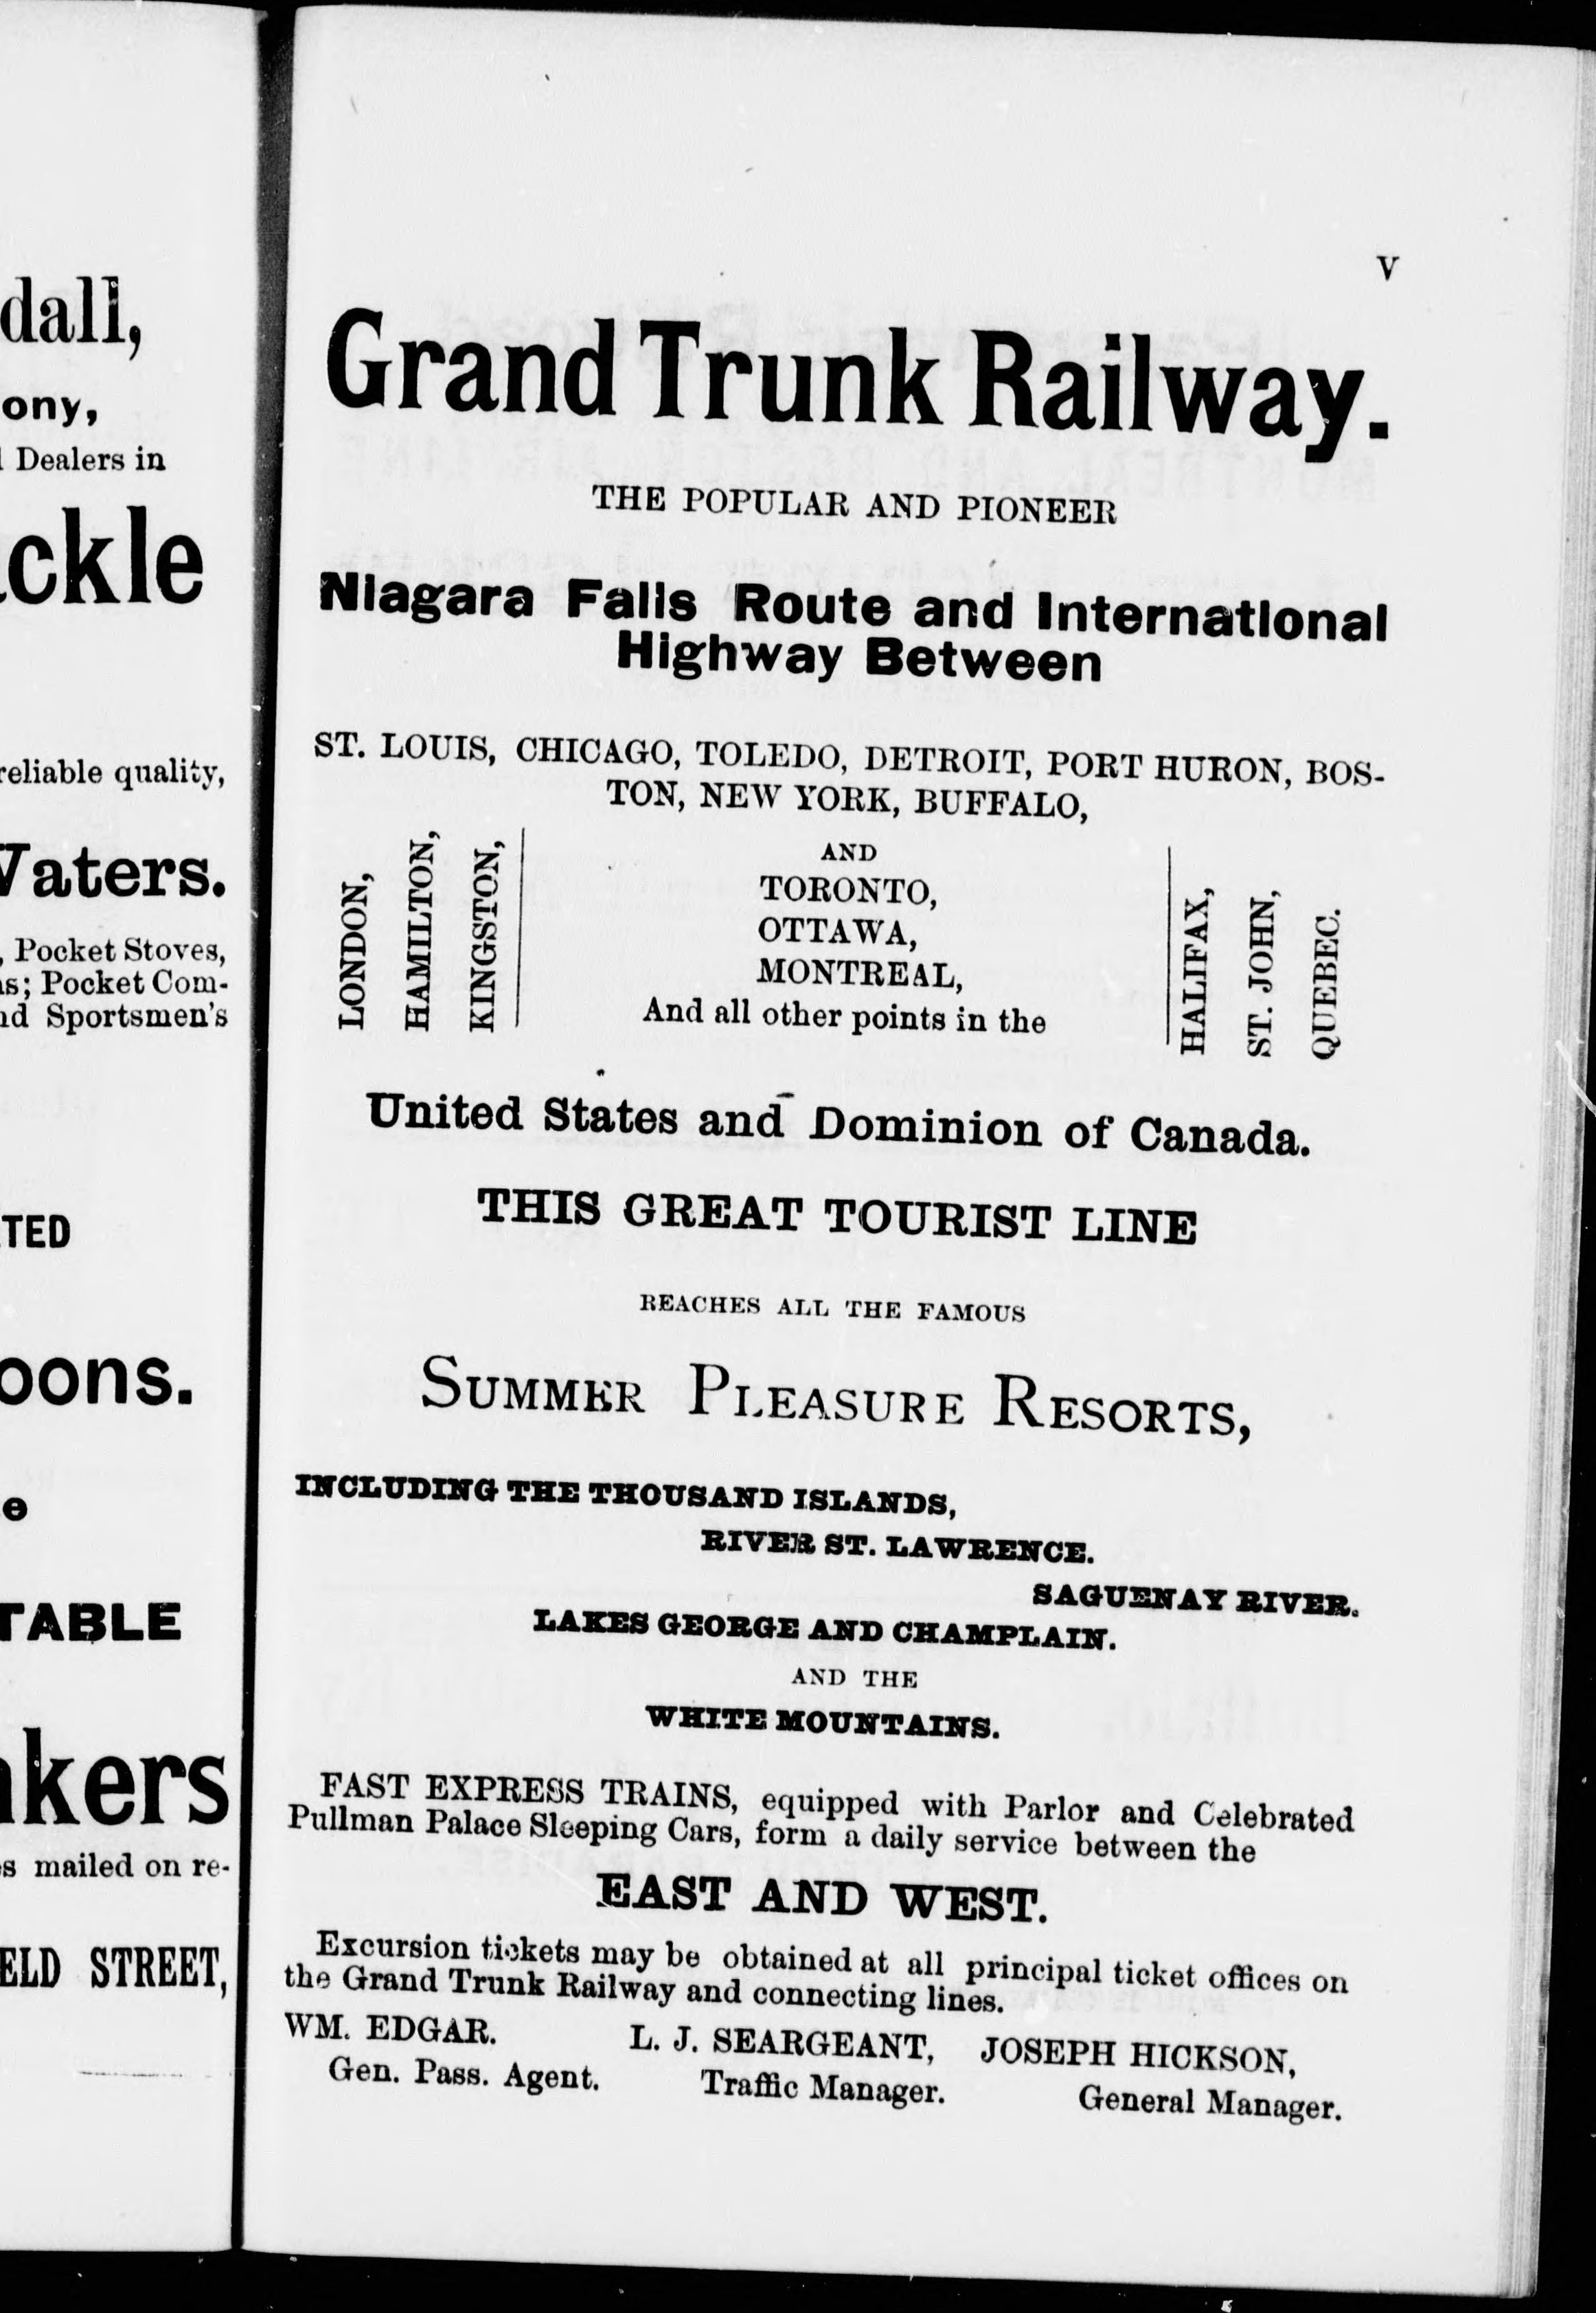 dall,
ony,
Dealers in
ckle
reliable quality,
Vaters.
, Pocket Stoves,
s; Pocket Com-
nd Sportsmen's
TED
oons.
e
TABLE
kers
s mailed on re-
ELD STREET,
V
Grand Trunk Railway.
THE POPULAR AND PIONEER
Niagara Falls Route and International
Highway Between
ST. LOUIS, CHICAGO, TOLEDO, DETROIT, PORT HURON, BOS-
TON, NEW YORK, BUFFALO,
LONDON,
HAMILTON,
KINGSTON,
AND
TORONTO,
OTTAWA,
MONTREAL,
And all other points in the
HALIFAX,
ST. JOHN,
QUEBEC.
United States and Dominion of Canada.
THIS GREAT TOURIST LINE
REACHES ALL THE FAMOUS
SUMMER PLEASURE RESORTS,
INCLUDING THE THOUSAND ISLANDS,
RIVER ST. LAWRENCE.
SAGUENAY RIVER.
LAKES GEORGE AND CHAMPLAIN.
AND THE
WHITE MOUNTAINS.
FAST EXPRESS TRAINS, equipped with Parlor and Celebrated
Pullman Palace Sleeping Cars, form a daily service between the
EAST AND WEST.
Excursion tickets may be obtained at all principal ticket offices on
the Grand Trunk Railway and connecting lines.
WM. EDGAR. L. J. SEARGEANT, JOSEPH HICKSON,
Gen. Pass. Agent. Traffic Manager. General Manager.